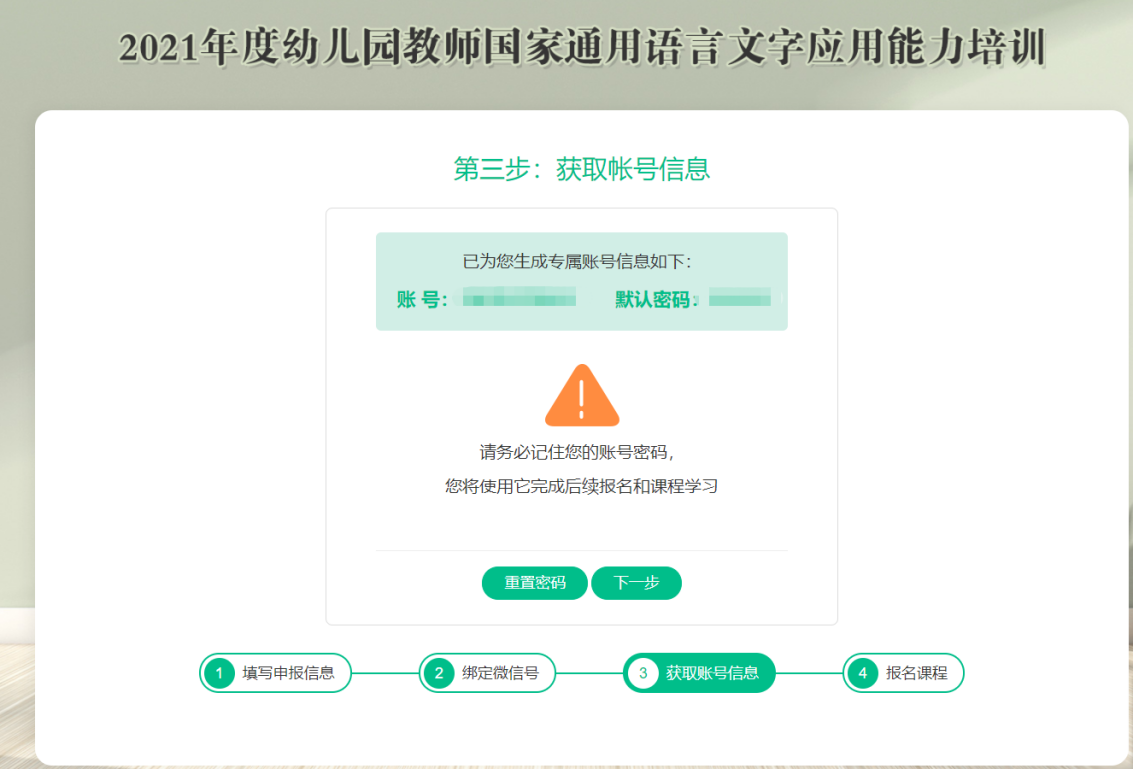 2021年度幼儿园教师国家通用语言文字应用能力培训
第三步：获取帐号信息
已为您生成专属账号信息如下：
账 号： 默认密码：
请务必记住您的账号密码，
您将使用它完成后续报名和课程学习
重置密码 下一步
1 填写申报信息 2 绑定微信号 3 获取账号信息 4 报名课程